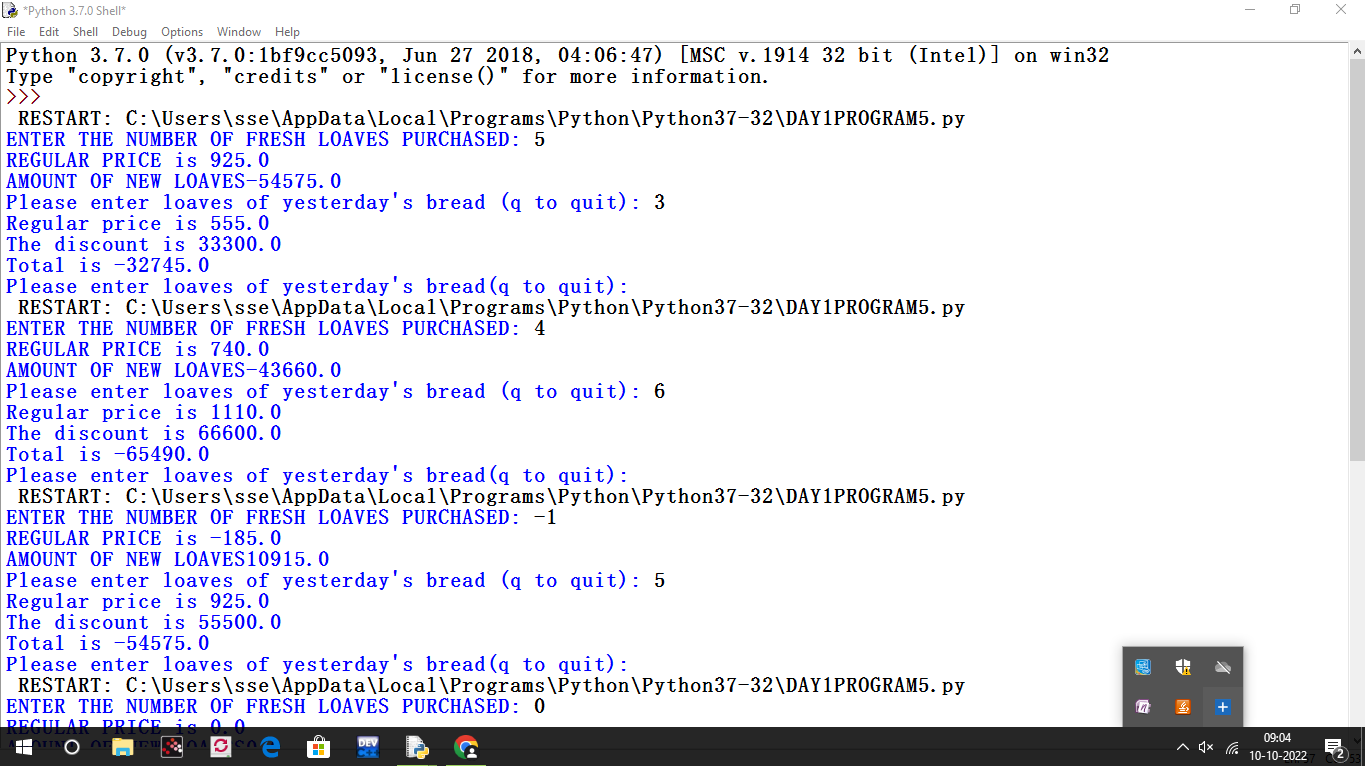 *Python 3.7.0 Shell*
File Edit Shell Debug Options Window Help
Python 3.7.0 (v3.7.0:1bf9cc5093, Jun 27 2018, 04:06:47) [MSC v.1914 32 bit (Intel)] on win32
Type "copyright", "credits" or "license()" for more information.
>>>
RESTART: C:\Users\sse\AppData\Local\Programs\Python\Python37-32\DAY1PROGRAM5.py
ENTER THE NUMBER OF FRESH LOAVES PURCHASED: 5
REGULAR PRICE is 925.0
AMOUNT OF NEW LOAVES-54575.0
Please enter loaves of yesterday's bread (q to quit): 3
Regular price is 555.0
The discount is 33300.0
Total is -32745.0
Please enter loaves of yesterday's bread(q to quit):
RESTART: C:\Users\sse\AppData\Local\Programs\Python\Python37-32\DAY1PROGRAM5.py
ENTER THE NUMBER OF FRESH LOAVES PURCHASED: 4
REGULAR PRICE is 740.0
AMOUNT OF NEW LOAVES-43660.0
Please enter loaves of yesterday's bread (q to quit): 6
Regular price is 1110.0
The discount is 66600.0
Total is -65490.0
Please enter loaves of yesterday's bread(q to quit):
RESTART: C:\Users\sse\AppData\Local\Programs\Python\Python37-32\DAY1PROGRAM5.py
ENTER THE NUMBER OF FRESH LOAVES PURCHASED: -1
REGULAR PRICE is -185.0
AMOUNT OF NEW LOAVES10915.0
Please enter loaves of yesterday's bread (q to quit): 5
Regular price is 925.0
The discount is 55500.0
Total is -54575.0
Please enter loaves of yesterday's bread(q to quit):
RESTART: C:\Users\sse\AppData\Local\Programs\Python\Python37-32\DAY1PROGRAM5.py
ENTER THE NUMBER OF FRESH LOAVES PURCHASED: 0
REGULAR PRICE is 0.0
DEV
09:04
10-10-2022
2